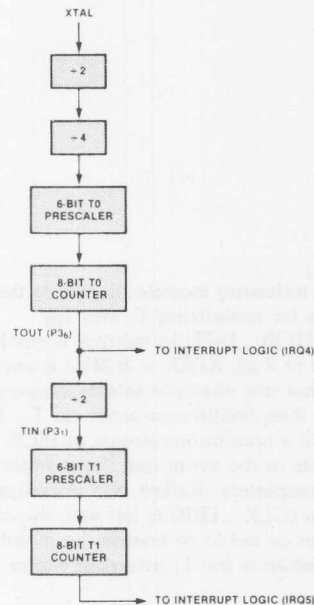 XTAL
÷ 2
÷ 4
6-BIT T0
PRESCALER
8-BIT T0
COUNTER
TOUT (P3₆)
TO INTERRUPT LOGIC (IRQ4)
÷ 2
TIN (P3₁)
6-BIT T1
PRESCALER
8-BIT T1
COUNTER
TO INTERRUPT LOGIC (IRQ5)